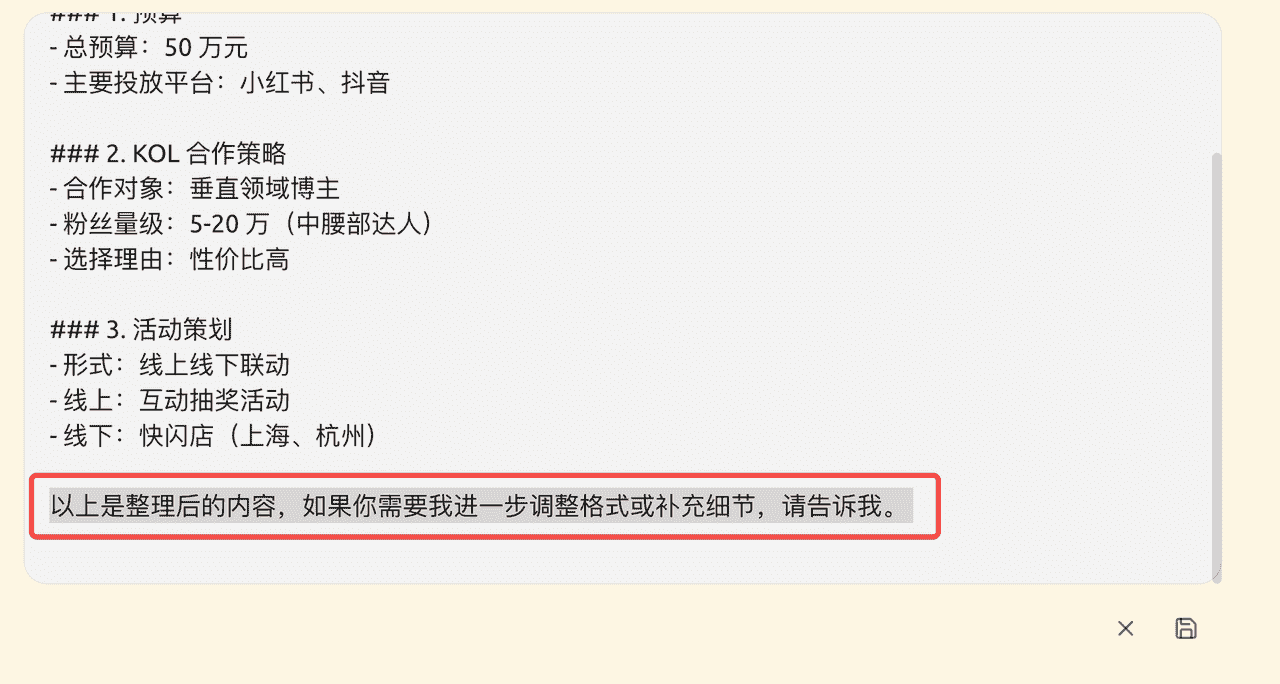 ### 1. 预算
- 总预算：50 万元
- 主要投放平台：小红书、抖音
### 2. KOL 合作策略
- 合作对象：垂直领域博主
- 粉丝量级：5-20 万（中腰部达人）
- 选择理由：性价比高
### 3. 活动策划
- 形式：线上线下联动
- 线上：互动抽奖活动
- 线下：快闪店（上海、杭州）
以上是整理后的内容，如果你需要我进一步调整格式或补充细节，请告诉我。